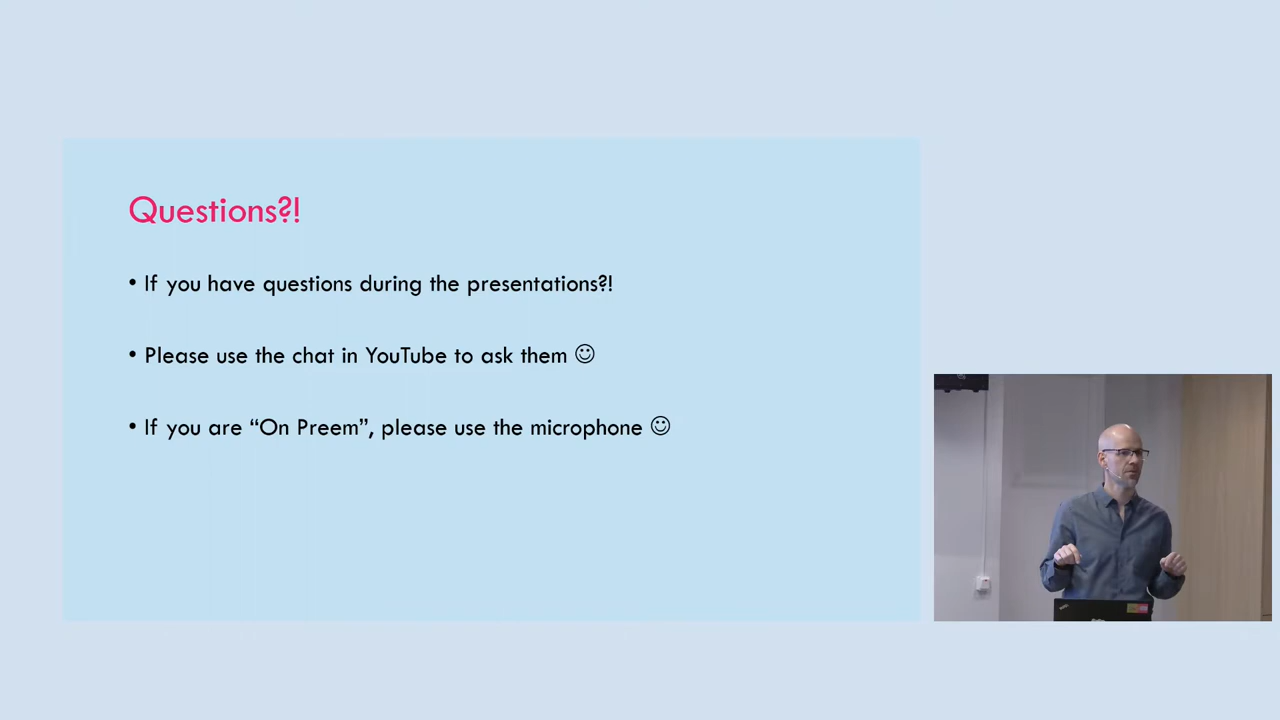 Questions?!
• If you have questions during the presentations?!
• Please use the chat in YouTube to ask them ☺
• If you are “On Preem”, please use the microphone ☺